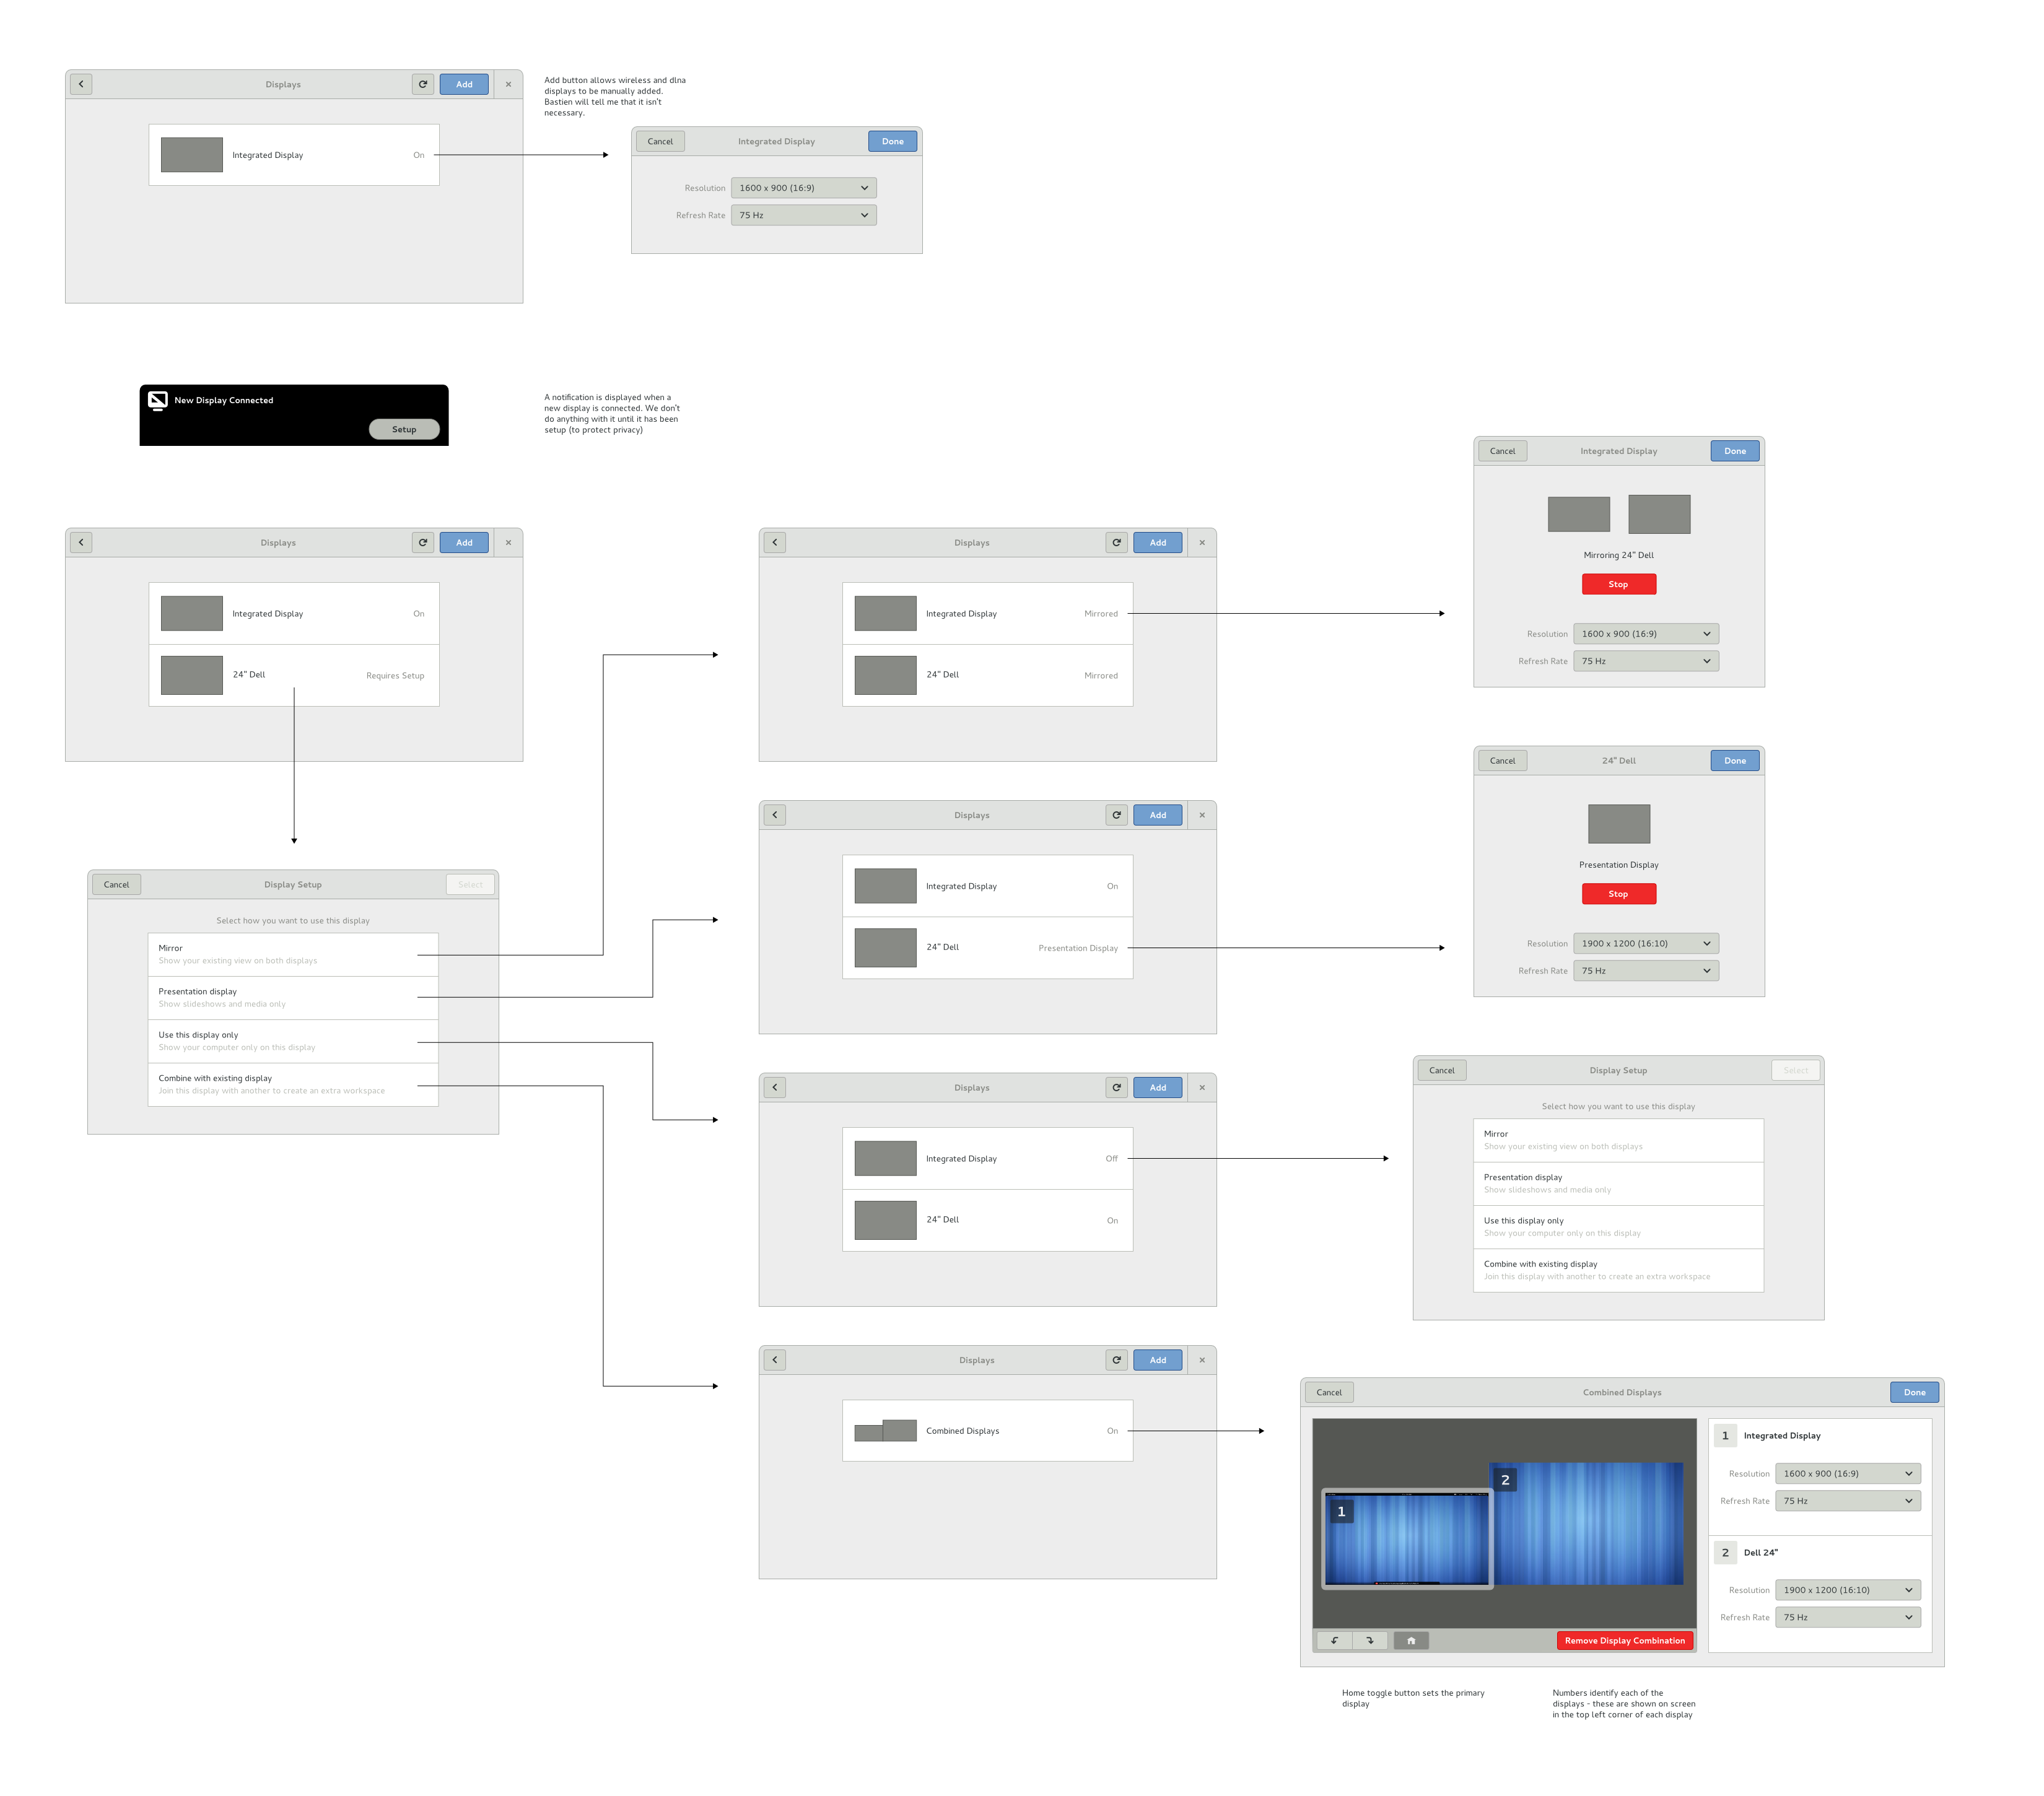 Displays
Add
Integrated Display
On
Add button allows wireless and dlna
displays to be manually added.
Bastien will tell me that it isn't
necessary.
Cancel
Integrated Display
Done
Resolution
1600 x 900 (16:9)
Refresh Rate
75 Hz
New Display Connected
Setup
A notification is displayed when a
new display is connected. We don't
do anything with it until it has been
setup (to protect privacy)
Displays
Add
Integrated Display
On
24" Dell
Requires Setup
Cancel
Display Setup
Select
Select how you want to use this display
Mirror
Show your existing view on both displays
Presentation display
Show slideshows and media only
Use this display only
Show your computer only on this display
Combine with existing display
Join this display with another to create an extra workspace
Displays
Add
Integrated Display
Mirrored
24" Dell
Mirrored
Cancel
Integrated Display
Done
Mirroring 24" Dell
Stop
Resolution
1600 x 900 (16:9)
Refresh Rate
75 Hz
Displays
Add
Integrated Display
On
24" Dell
Presentation Display
Cancel
24" Dell
Done
Presentation Display
Stop
Resolution
1900 x 1200 (16:10)
Refresh Rate
75 Hz
Displays
Add
Integrated Display
Off
24" Dell
On
Cancel
Display Setup
Select
Select how you want to use this display
Mirror
Show your existing view on both displays
Presentation display
Show slideshows and media only
Use this display only
Show your computer only on this display
Combine with existing display
Join this display with another to create an extra workspace
Displays
Add
Combined Displays
On
Cancel
Combined Displays
Done
1
2
Remove Display Combination
1
Integrated Display
Resolution
1600 x 900 (16:9)
Refresh Rate
75 Hz
2
Dell 24"
Resolution
1900 x 1200 (16:10)
Refresh Rate
75 Hz
Home toggle button sets the primary
display
Numbers identify each of the
displays - these are shown on screen
in the top left corner of each display